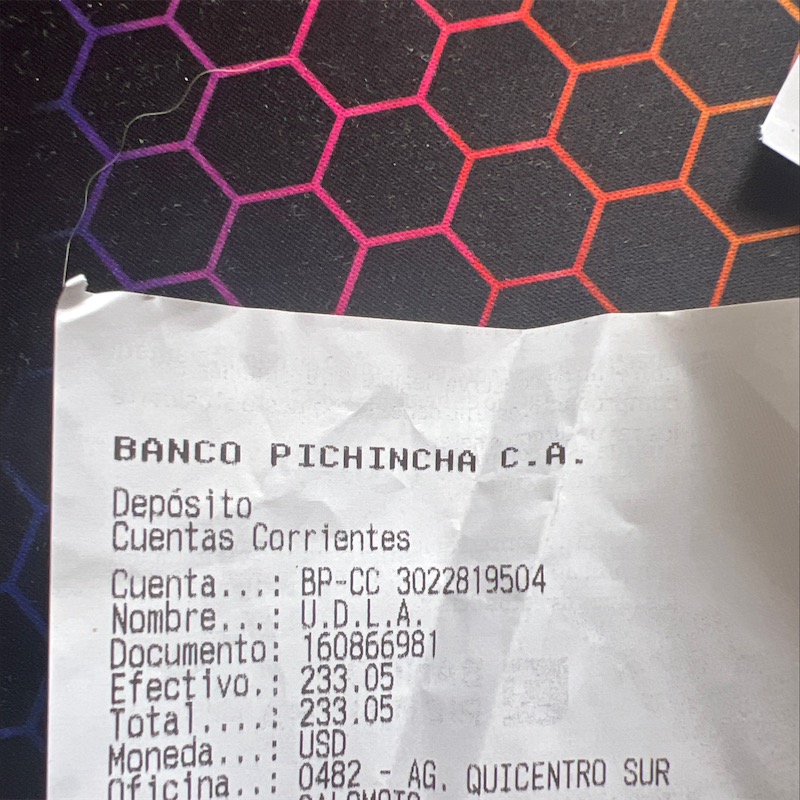 BANCO PICHINCHA C.A.
Depósito
Cuentas Corrientes
Cuenta...: BP-CC 3022819504
Nombre...: U.D.L.A.
Documento: 160866981
Efectivo.: 233.05
Total....: 233.05
Moneda...: USD
Oficina..: 0482 - AG. QUICENTRO SUR